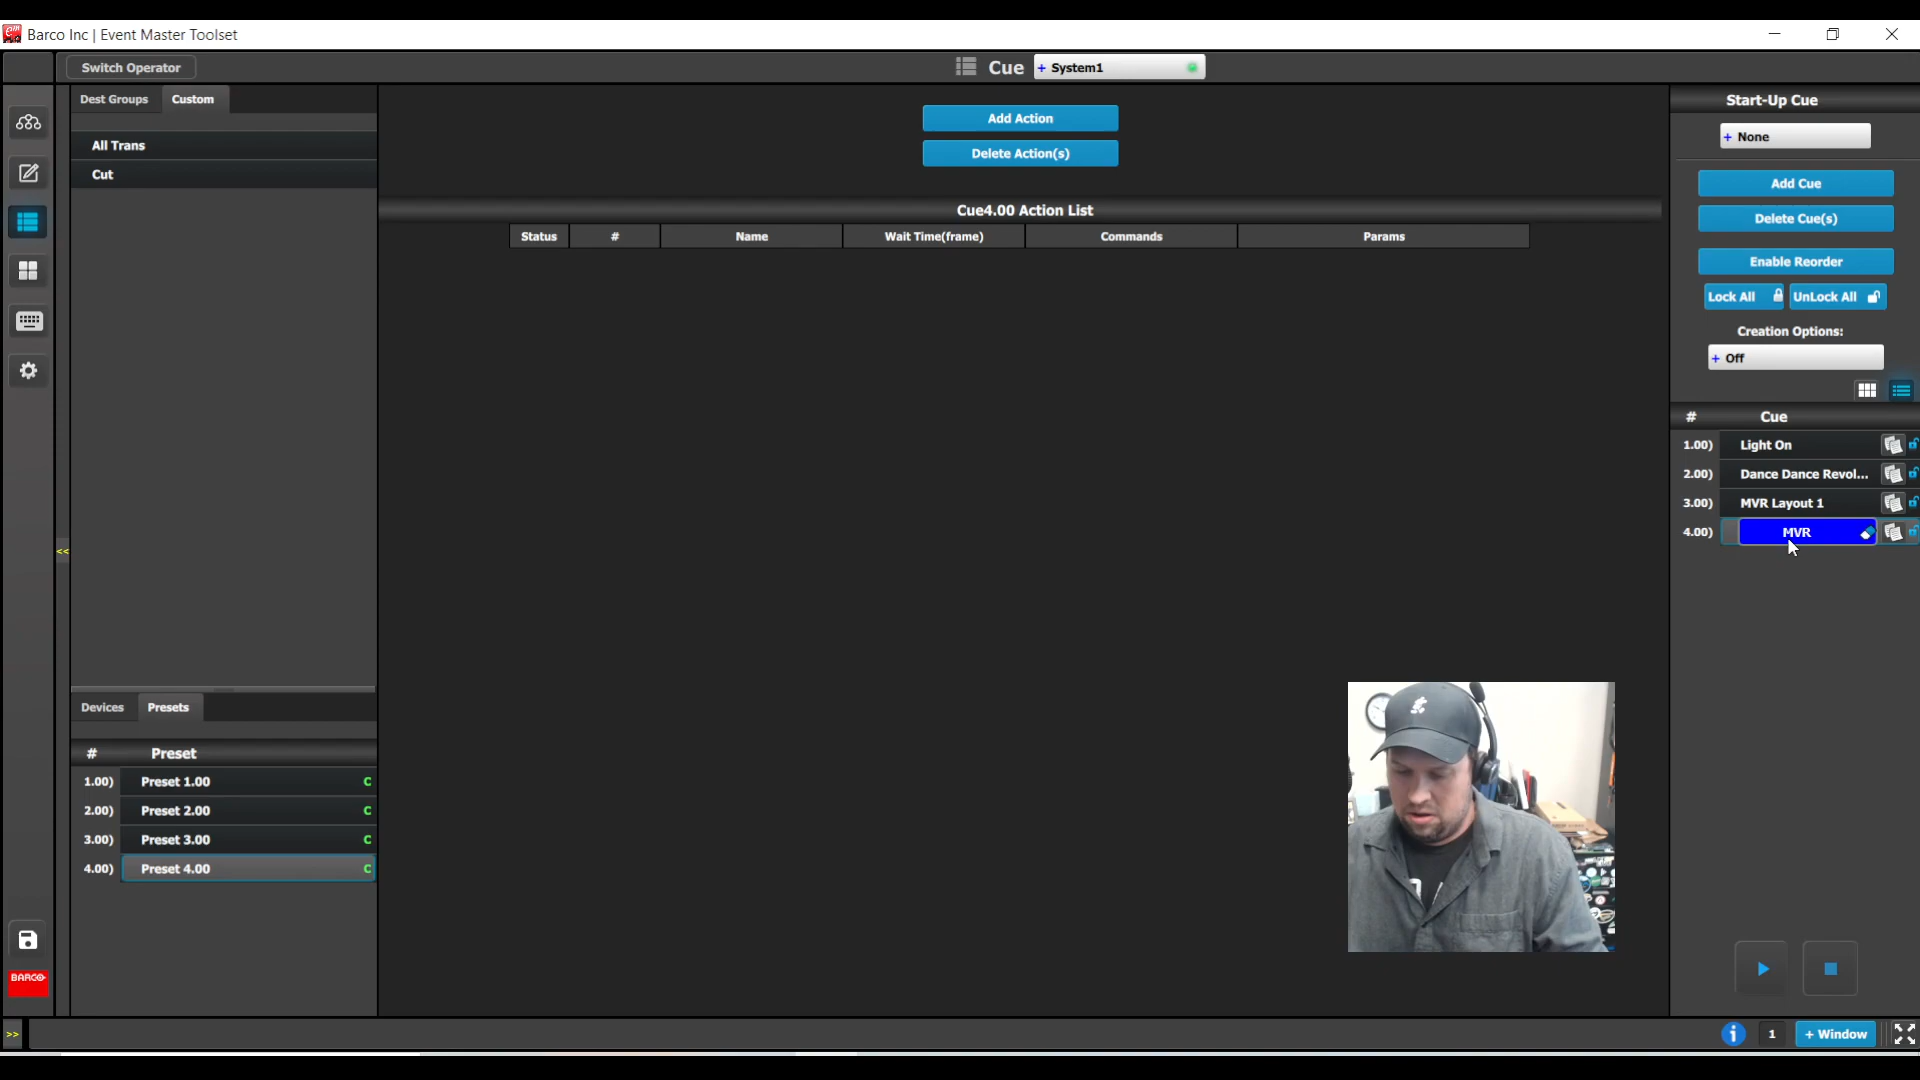 Barco Inc | Event Master Toolset
Switch Operator
Cue
+ System1
Dest Groups
Custom
All Trans
Cut
Add Action
Delete Action(s)
Cue4.00 Action List
Status
#
Name
Wait Time(frame)
Commands
Params
Start-Up Cue
+ None
Add Cue
Delete Cue(s)
Enable Reorder
Lock All
UnLock All
Creation Options:
+ Off
# Cue
1.00) Light On
2.00) Dance Dance Revol...
3.00) MVR Layout 1
4.00) MVR
<<
Devices
Presets
# Preset
1.00) Preset 1.00 C
2.00) Preset 2.00 C
3.00) Preset 3.00 C
4.00) Preset 4.00 C
BARCO
>>
i
1
+ Window